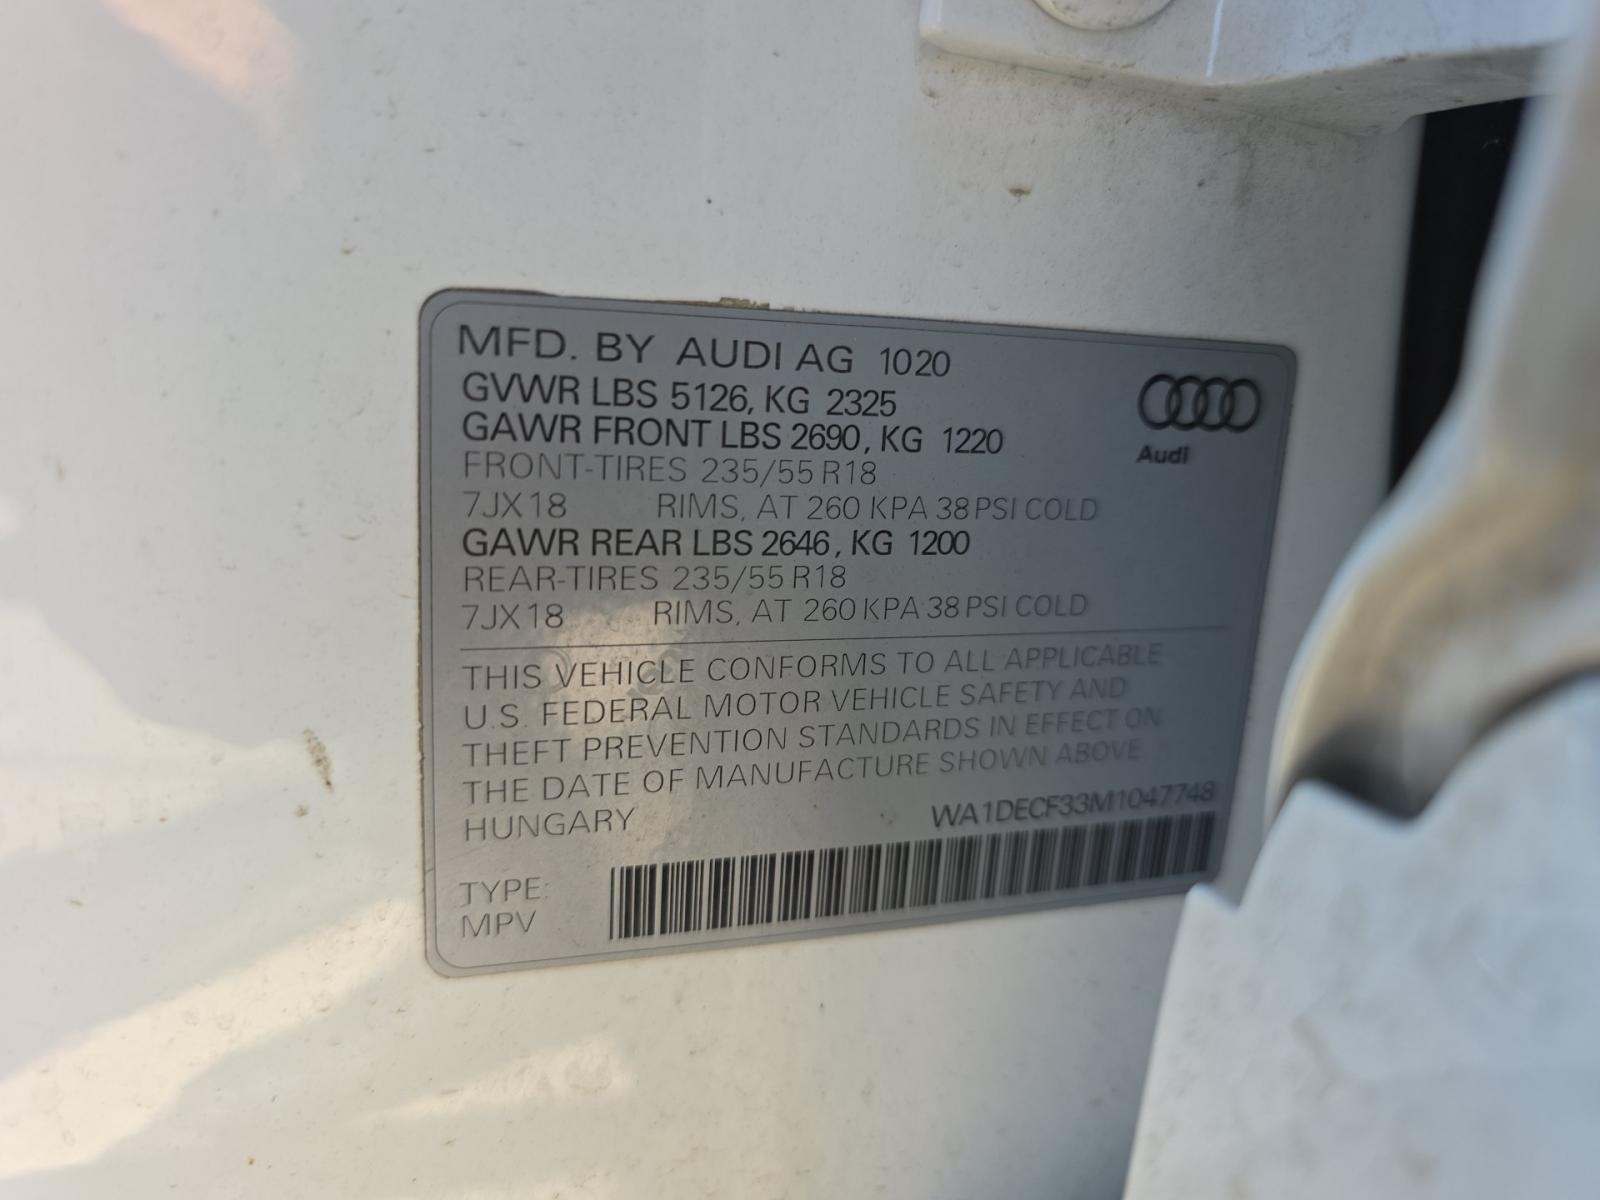 MFD. BY AUDI AG 1020
GVWR LBS 5126, KG 2325
GAWR FRONT LBS 2690, KG 1220
FRONT-TIRES 235/55 R18
7JX18 RIMS, AT 260 KPA 38 PSI COLD
GAWR REAR LBS 2646, KG 1200
REAR-TIRES 235/55 R18
7JX18 RIMS, AT 260 KPA 38 PSI COLD
Audi
THIS VEHICLE CONFORMS TO ALL APPLICABLE
U.S. FEDERAL MOTOR VEHICLE SAFETY AND
THEFT PREVENTION STANDARDS IN EFFECT ON
THE DATE OF MANUFACTURE SHOWN ABOVE
HUNGARY WA1DECF33M1047748
TYPE:
MPV